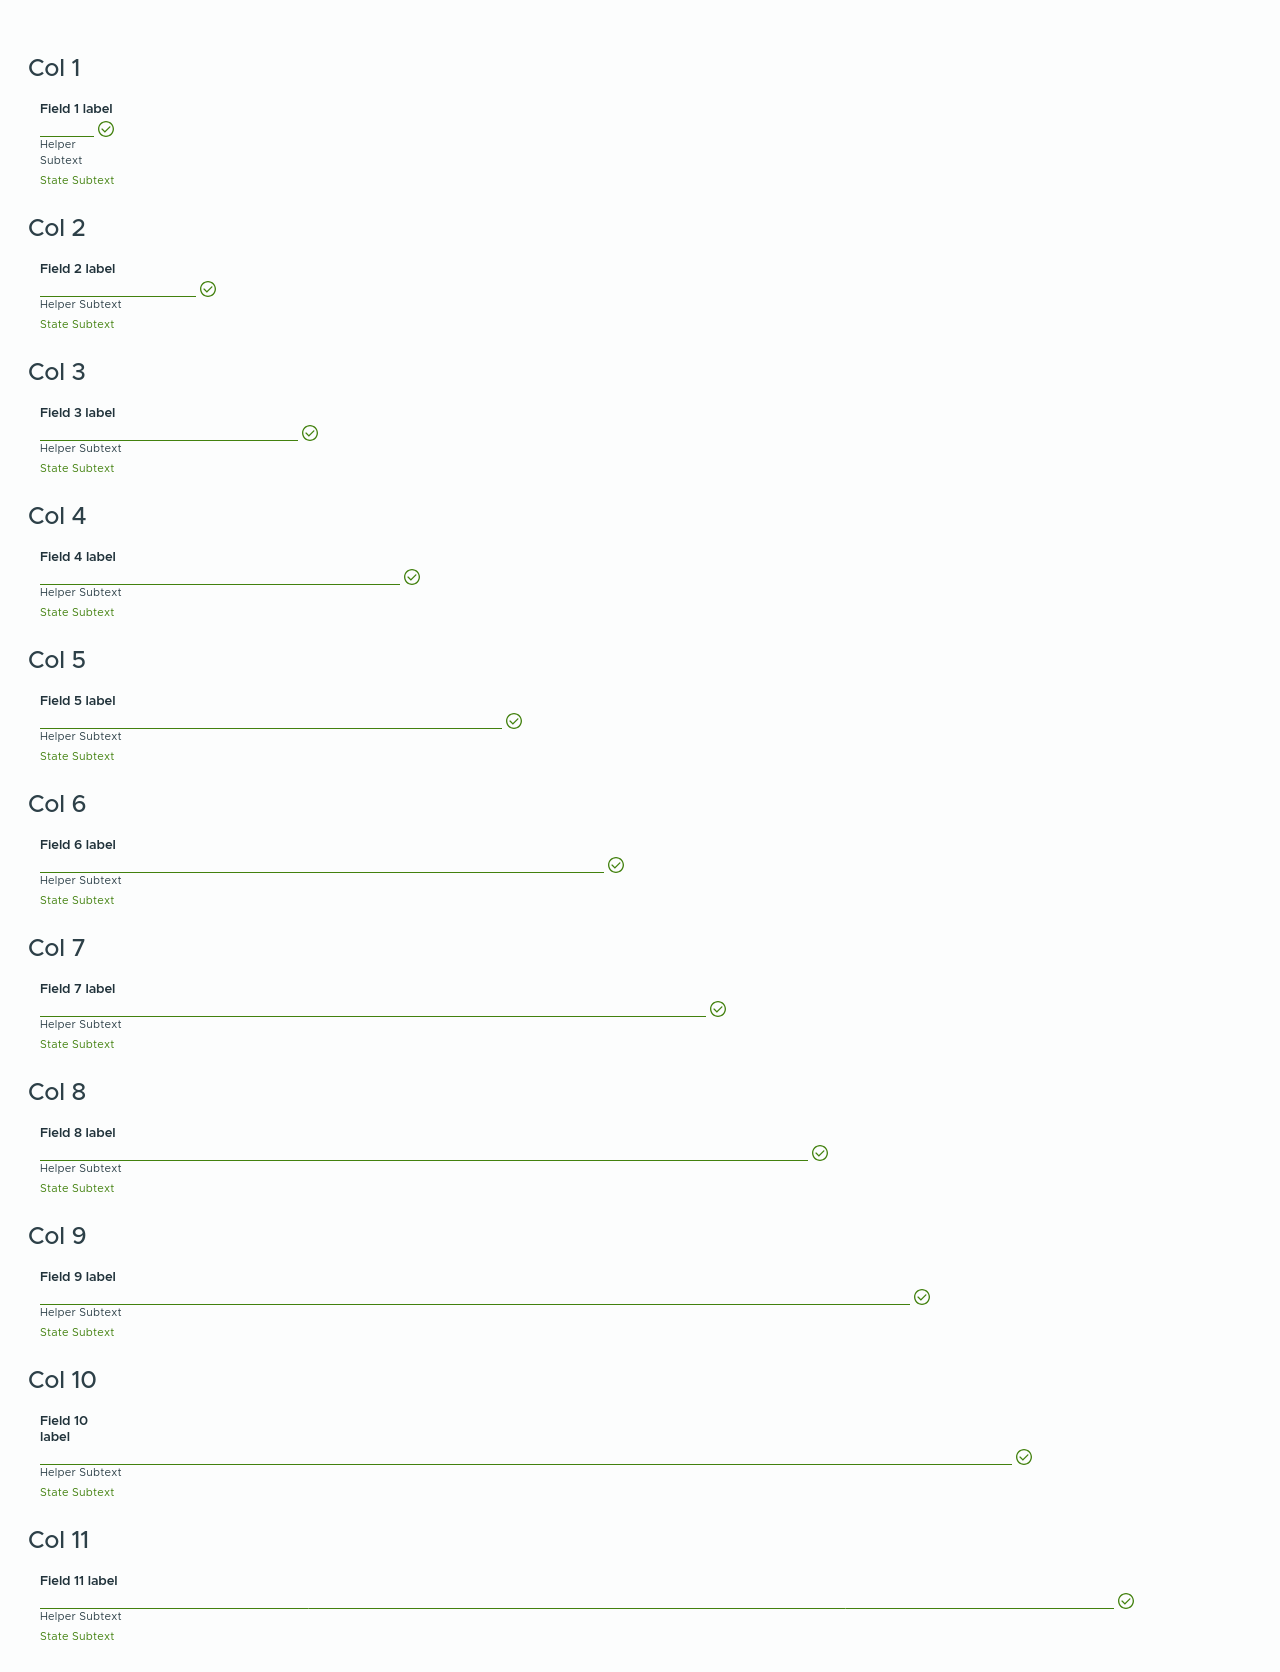 Col 1
Field 1 label
Helper
Subtext
State Subtext
Col 2
Field 2 label
Helper Subtext
State Subtext
Col 3
Field 3 label
Helper Subtext
State Subtext
Col 4
Field 4 label
Helper Subtext
State Subtext
Col 5
Field 5 label
Helper Subtext
State Subtext
Col 6
Field 6 label
Helper Subtext
State Subtext
Col 7
Field 7 label
Helper Subtext
State Subtext
Col 8
Field 8 label
Helper Subtext
State Subtext
Col 9
Field 9 label
Helper Subtext
State Subtext
Col 10
Field 10
label
Helper Subtext
State Subtext
Col 11
Field 11 label
Helper Subtext
State Subtext